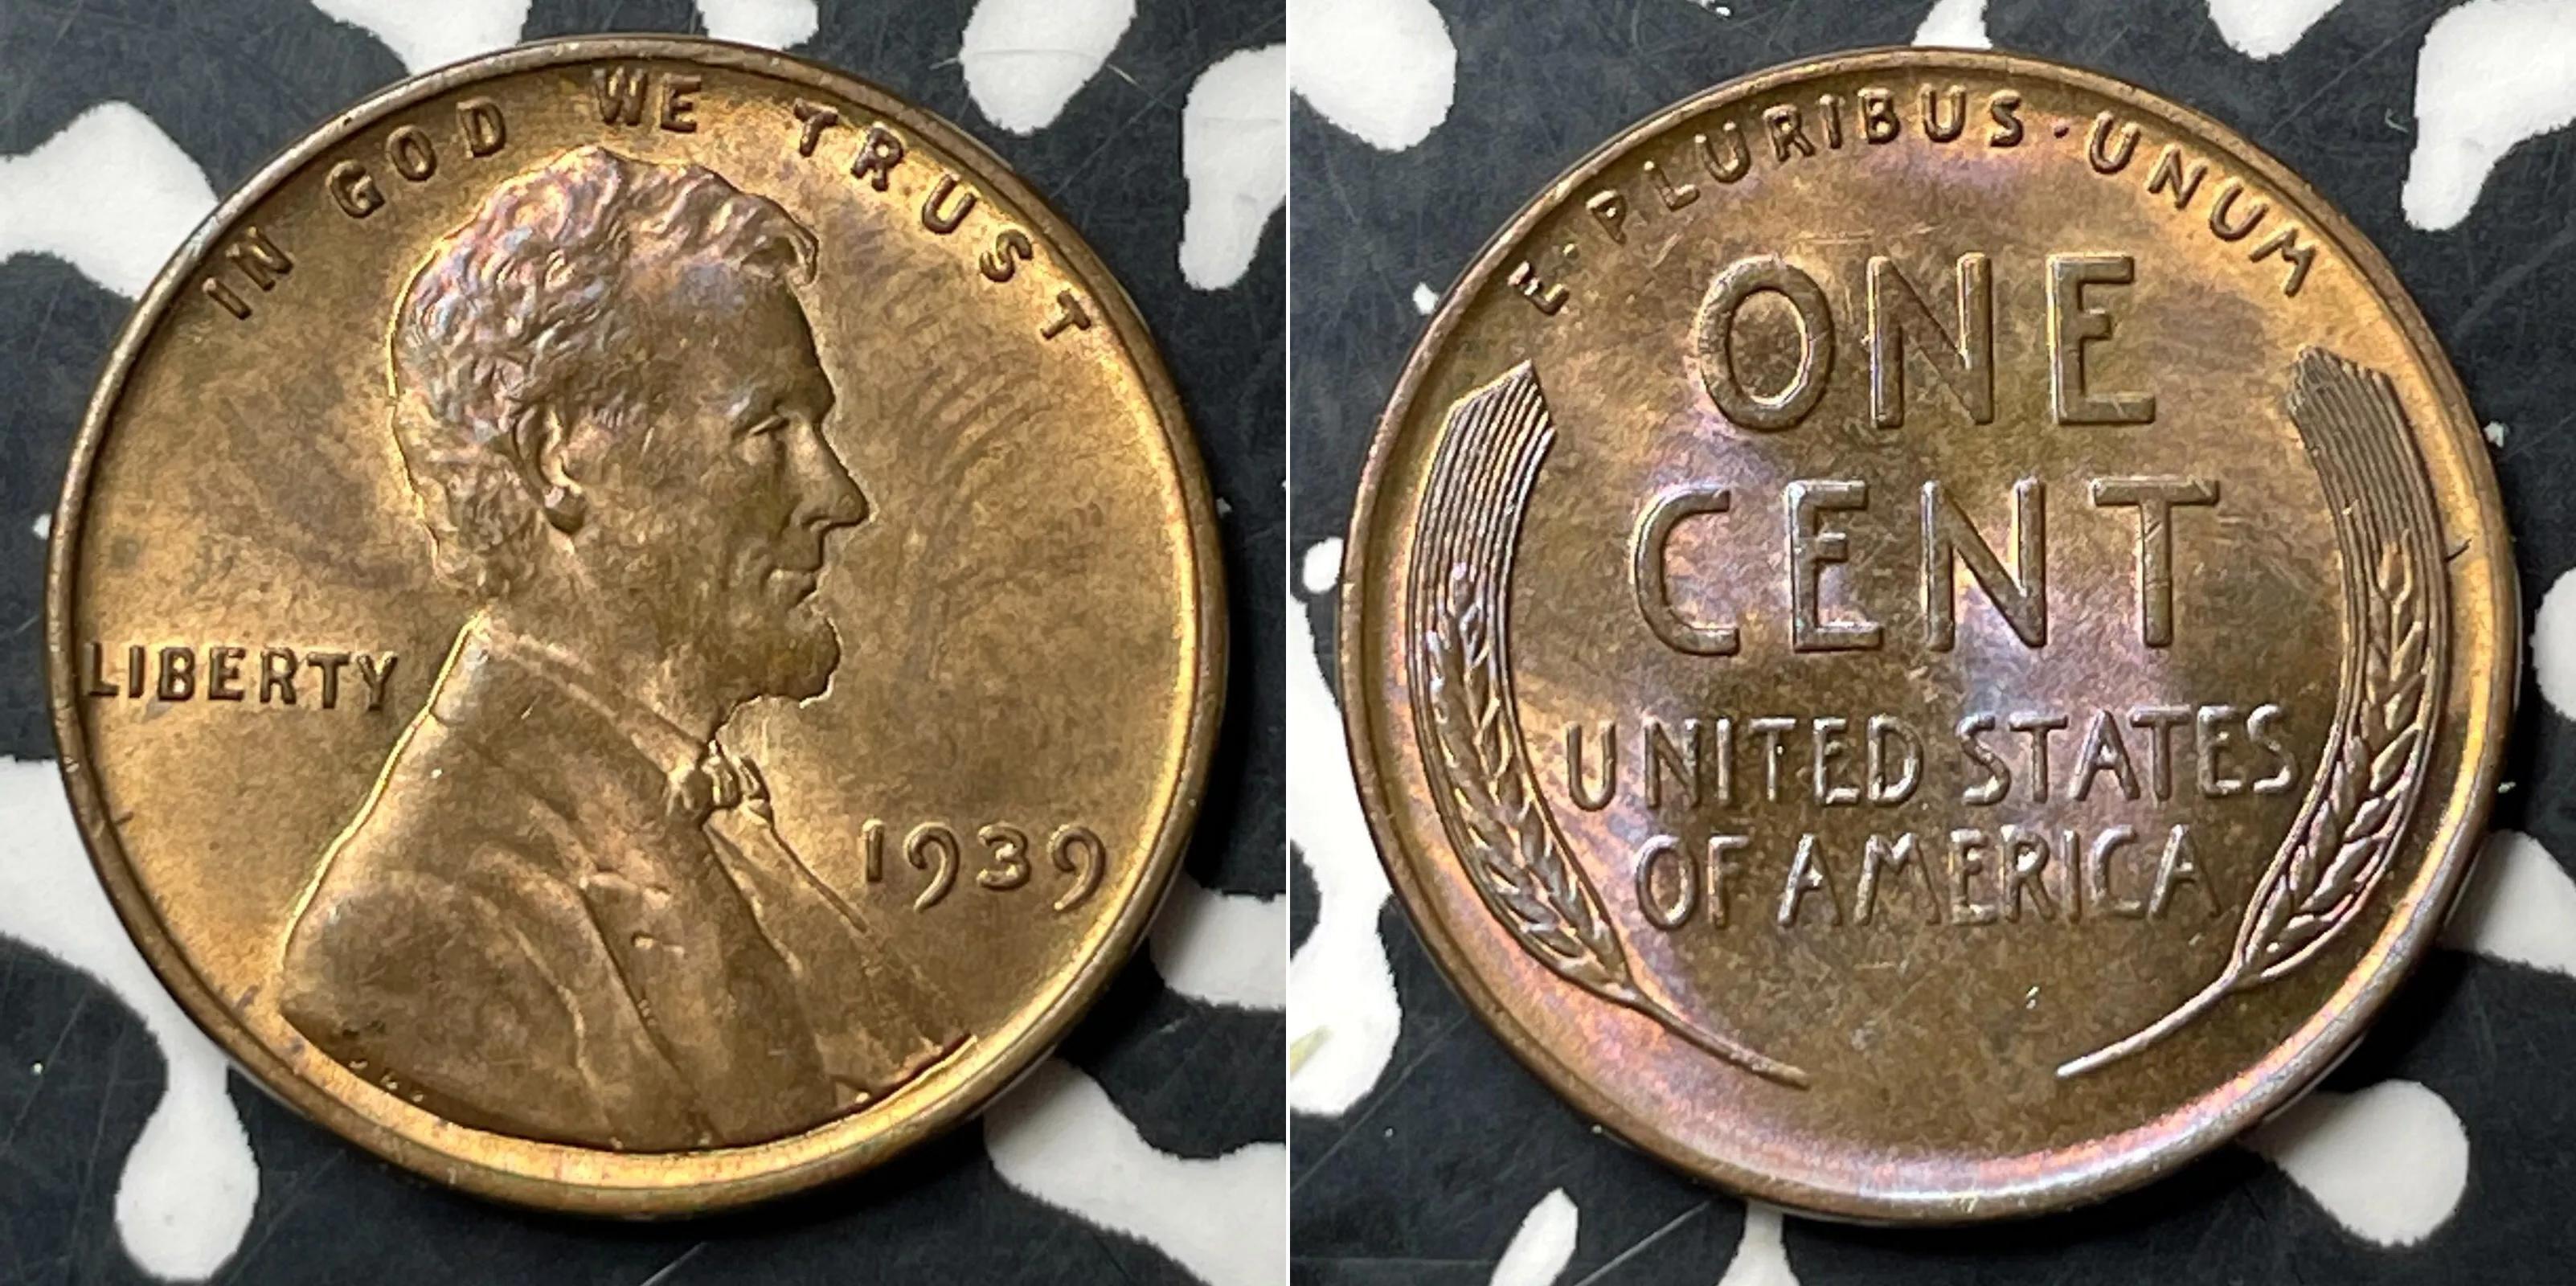 IN GOD WE TRUST
LIBERTY
1939
E·PLURIBUS·UNUM
ONE
CENT
UNITED STATES
OF AMERICA